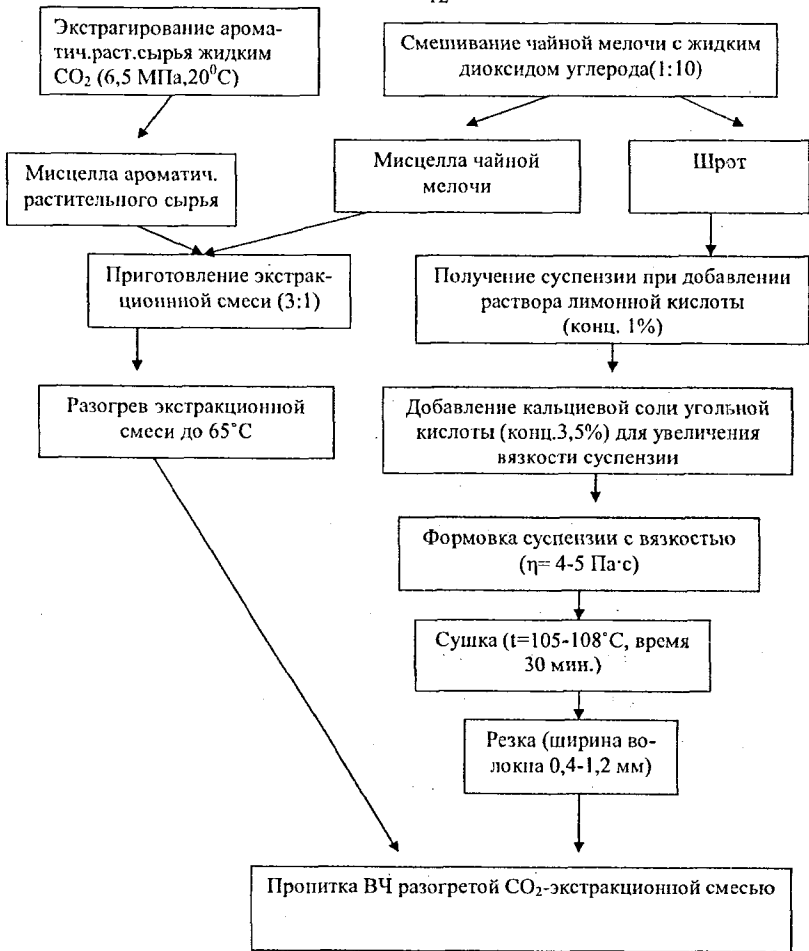 12
Экстрагирование арома-
тич.раст.сырья жидким
CO₂ (6,5 МПа,20⁰С)
Смешивание чайной мелочи с жидким
диоксидом углерода(1:10)
Мисцелла ароматич.
растительного сырья
Мисцелла чайной
мелочи
Шрот
Приготовление экстрак-
ционнной смеси (3:1)
Получение суспензии при добавлении
раствора лимонной кислоты
(конц. 1%)
Разогрев экстракционной
смеси до 65°С
Добавление кальциевой соли угольной
кислоты (конц.3,5%) для увеличения
вязкости суспензии
Формовка суспензии с вязкостью
(η= 4-5 Па·с)
Сушка (t=105-108°С, время
30 мин.)
Резка (ширина во-
локна 0,4-1,2 мм)
Пропитка ВЧ разогретой CO₂-экстракционной смесью